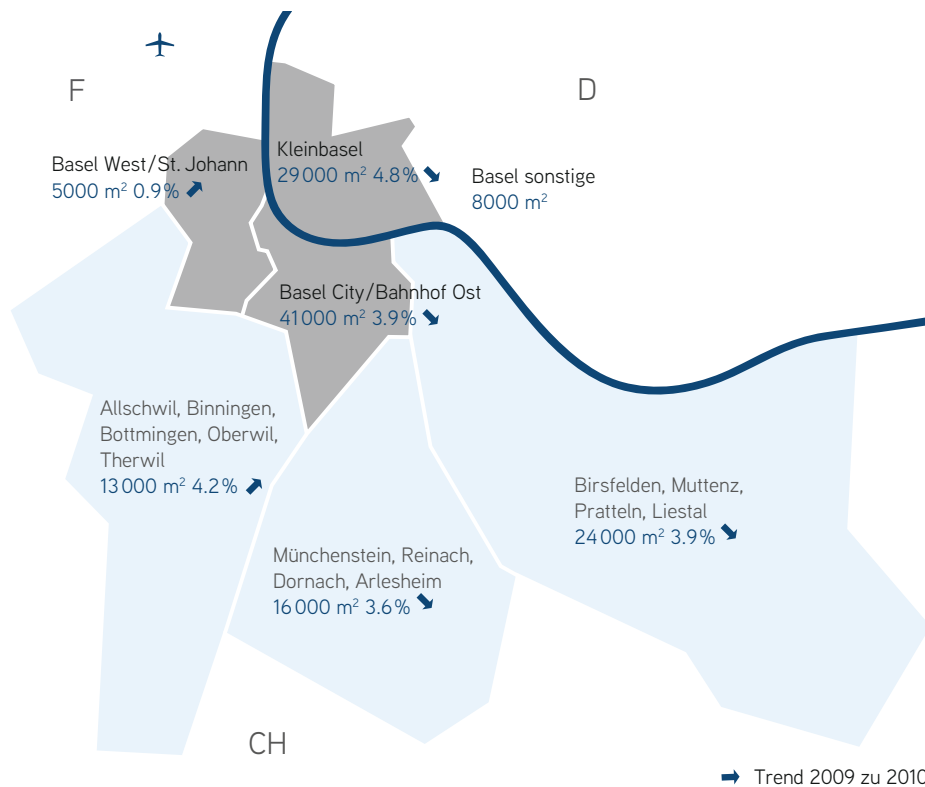 F
D
Basel West/St. Johann
5000 m² 0.9 %
Kleinbasel
29 000 m² 4.8 %
Basel sonstige
8000 m²
Basel City/Bahnhof Ost
41 000 m² 3.9 %
Allschwil, Binningen,
Bottmingen, Oberwil,
Therwil
13 000 m² 4.2 %
Birsfelden, Muttenz,
Pratteln, Liestal
24 000 m² 3.9 %
Münchenstein, Reinach,
Dornach, Arlesheim
16 000 m² 3.6 %
CH
Trend 2009 zu 2010